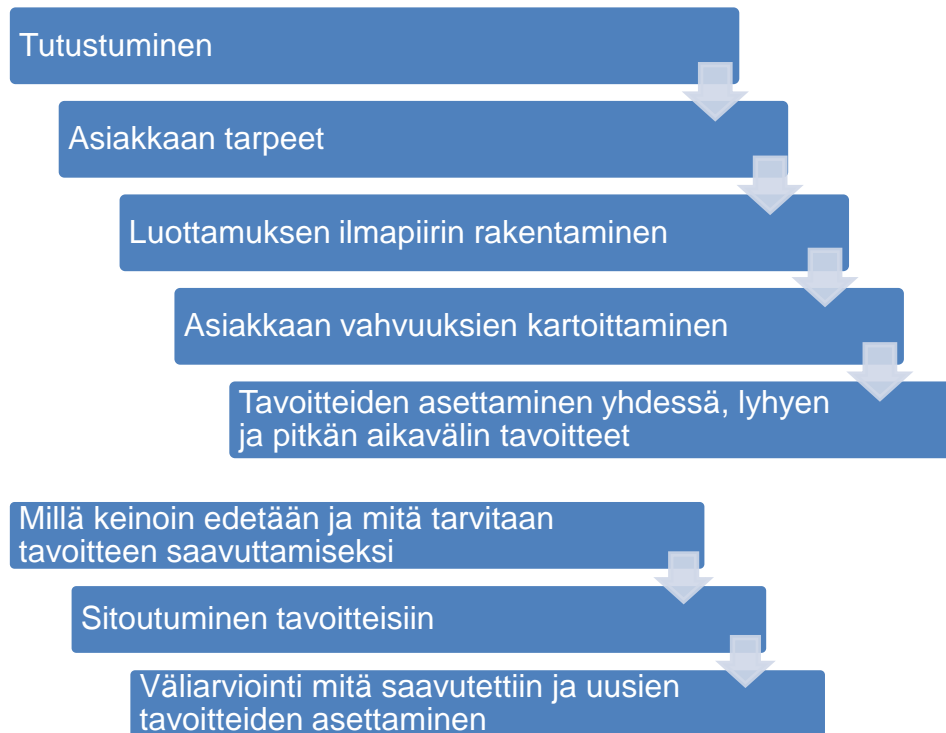 Tutustuminen
Asiakkaan tarpeet
Luottamuksen ilmapiirin rakentaminen
Asiakkaan vahvuuksien kartoittaminen
Tavoitteiden asettaminen yhdessä, lyhyen
ja pitkän aikavälin tavoitteet
Millä keinoin edetään ja mitä tarvitaan
tavoitteen saavuttamiseksi
Sitoutuminen tavoitteisiin
Väliarviointi mitä saavutettiin ja uusien
tavoitteiden asettaminen